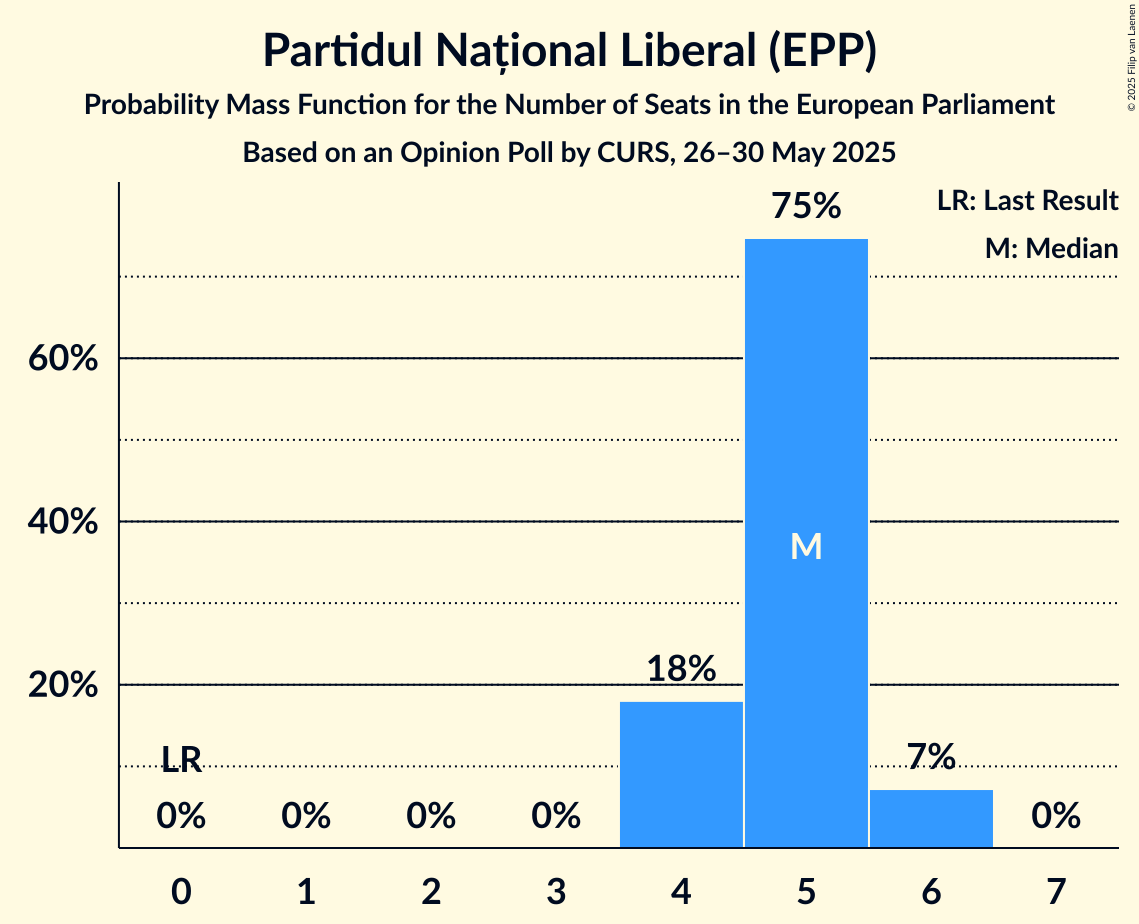 Partidul Național Liberal (EPP)
Probability Mass Function for the Number of Seats in the European Parliament
Based on an Opinion Poll by CURS, 26–30 May 2025
© 2025 Filip van Laenen
LR: Last Result
M: Median
75%
60%
40%
M
20%
18%
LR
7%
0% 0% 0% 0% 0%
0 1 2 3 4 5 6 7